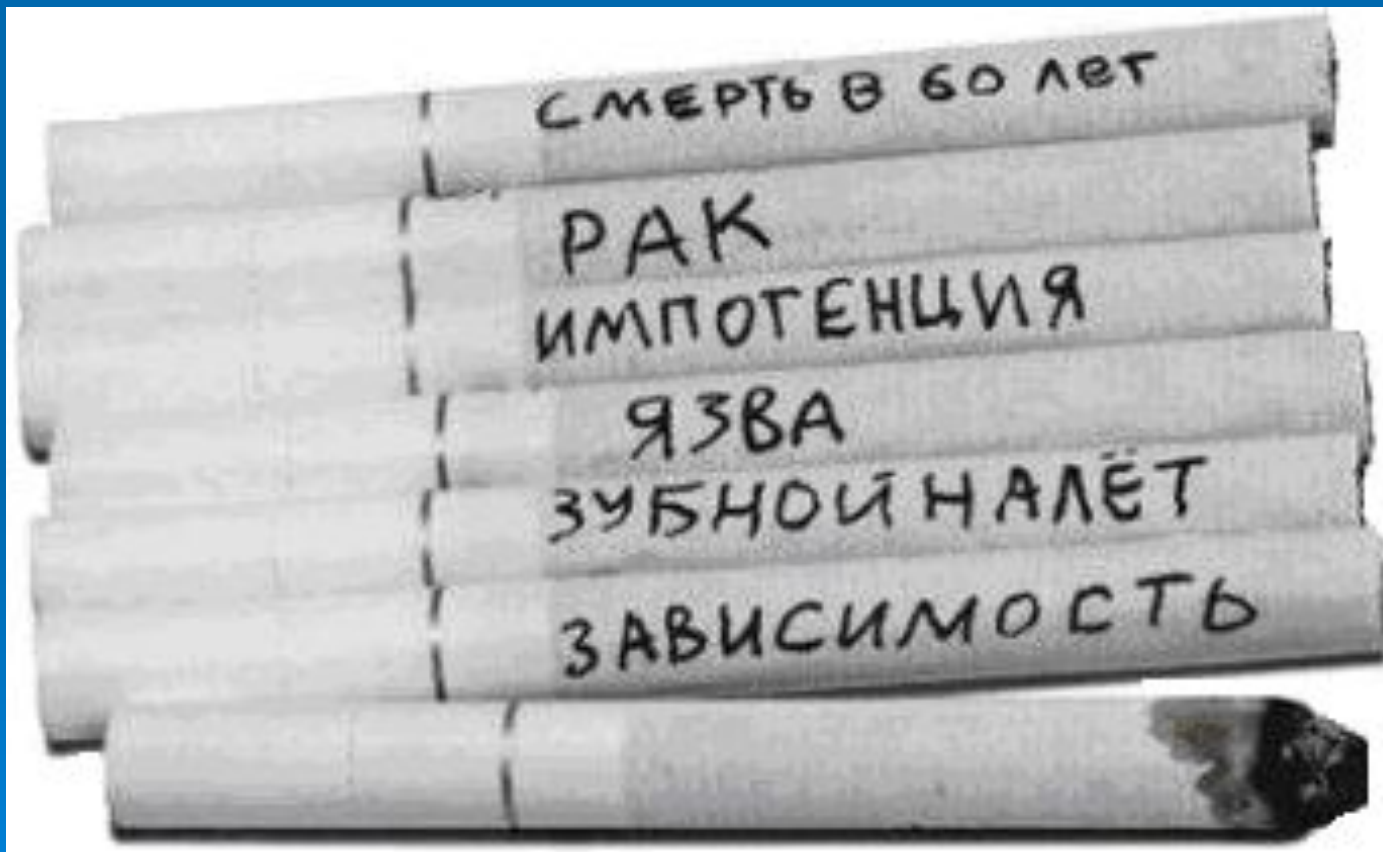 СМЕРТЬ В 60 лет
РАК
ИМПОТЕНЦИЯ
ЯЗВА
ЗУБНОЙ НАЛЁТ
ЗАВИСИМОСТЬ